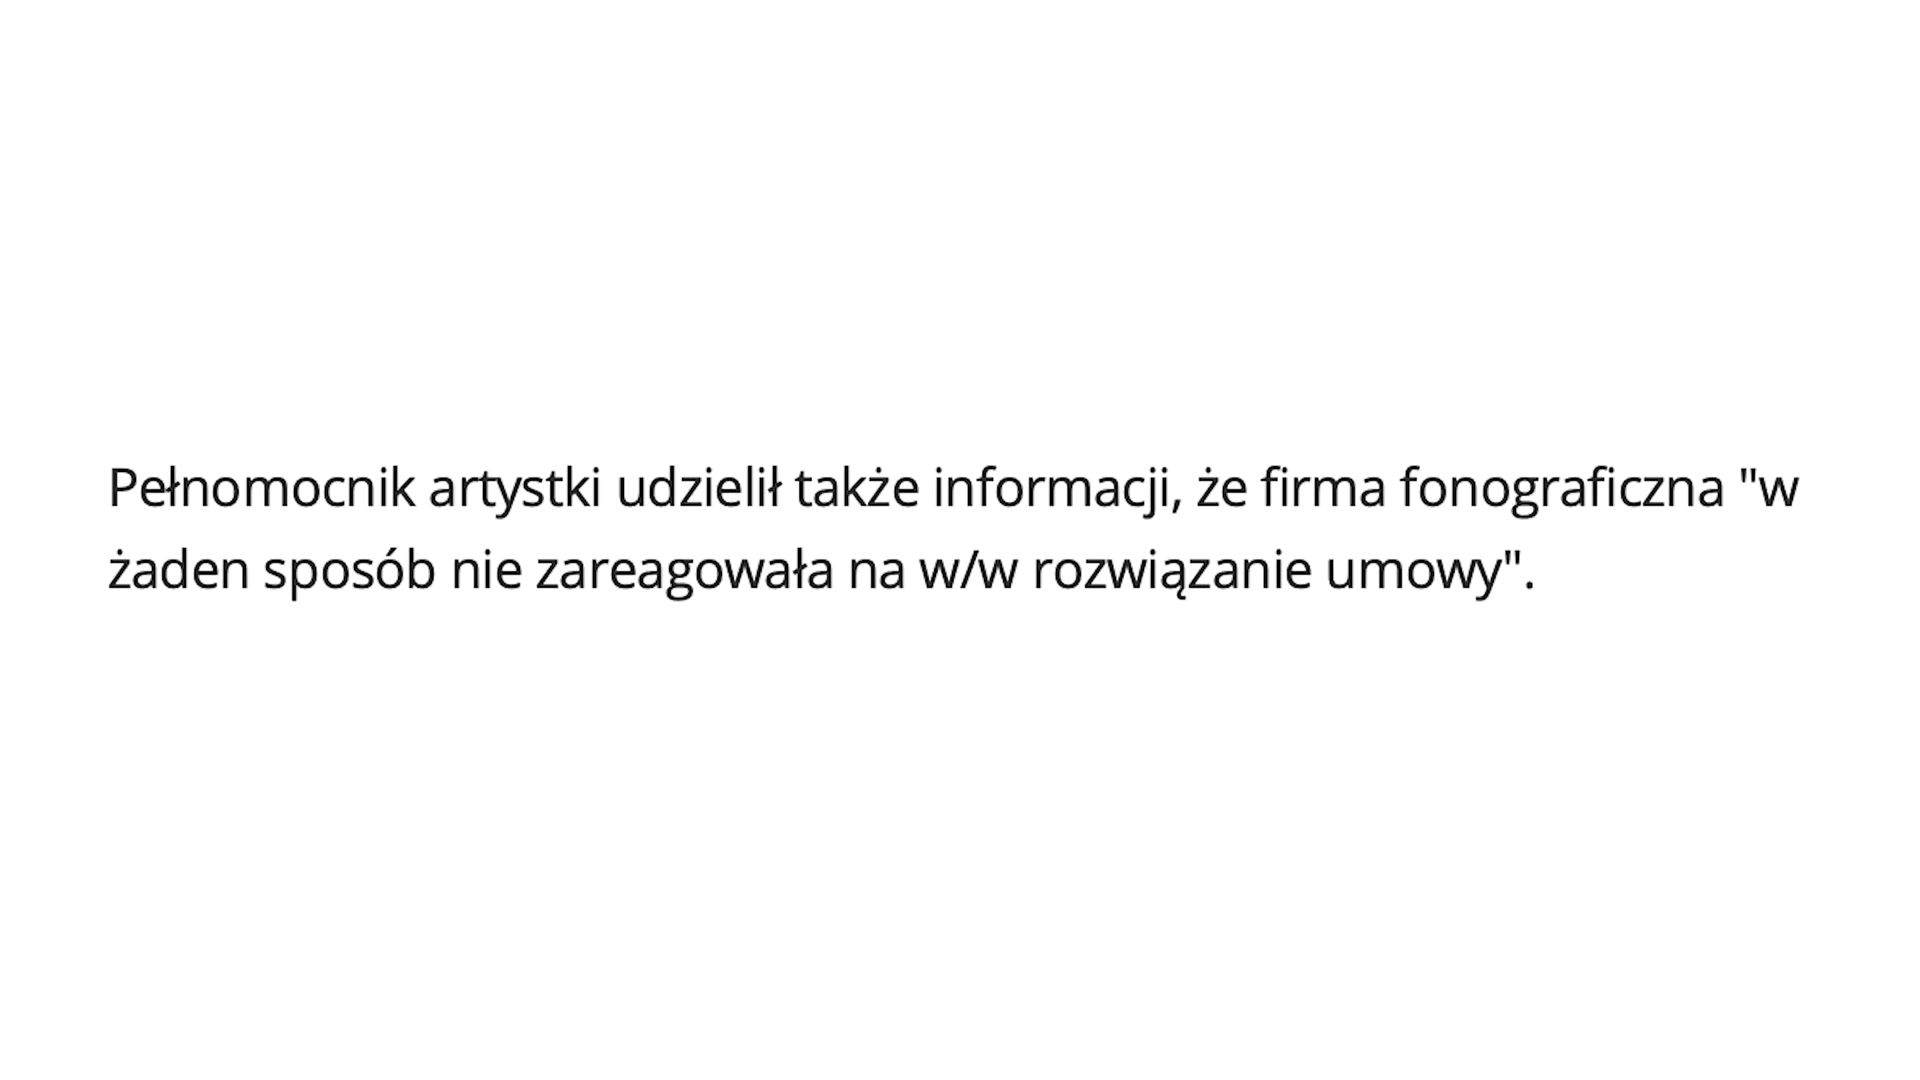 Pełnomocnik artystki udzielił także informacji, że firma fonograficzna "w
żaden sposób nie zareagowała na w/w rozwiązanie umowy".